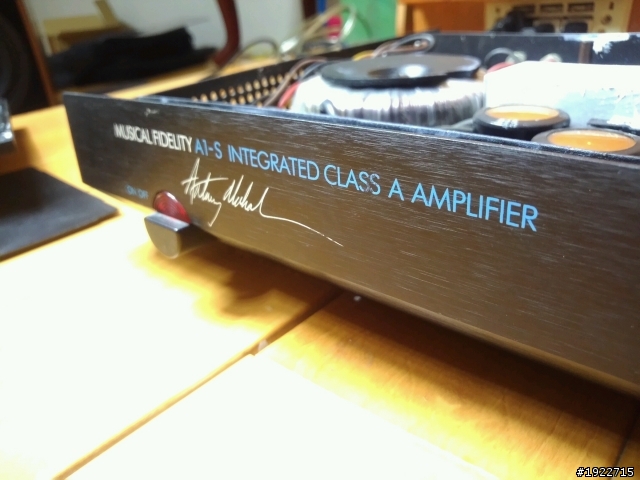 MUSICAL FIDELITY A1-S INTEGRATED CLASS A AMPLIFIER
ON OFF
#1922715